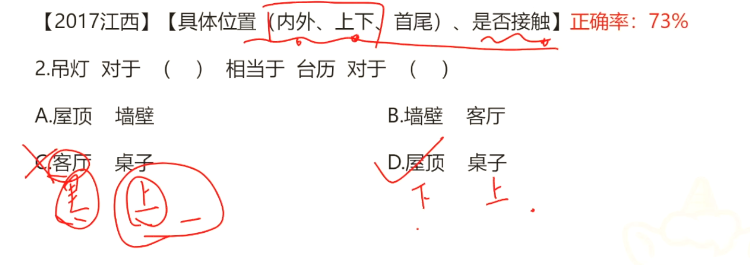 【2017江西】【具体位置（内外、上下、首尾）、是否接触】正确率：73%
2.吊灯 对于 （ ） 相当于 台历 对于 （ ）
A.屋顶 墙壁 B.墙壁 客厅
C.客厅 桌子 D.屋顶 桌子
里 上 下 上